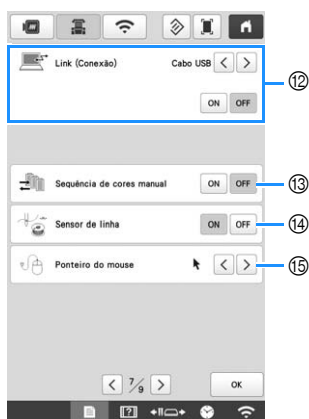 Link (Conexão) Cabo USB < >
ON OFF
⑫
Sequência de cores manual ON OFF
⑬
Sensor de linha ON OFF
⑭
Ponteiro do mouse < >
⑮
< 7/9 > OK
?